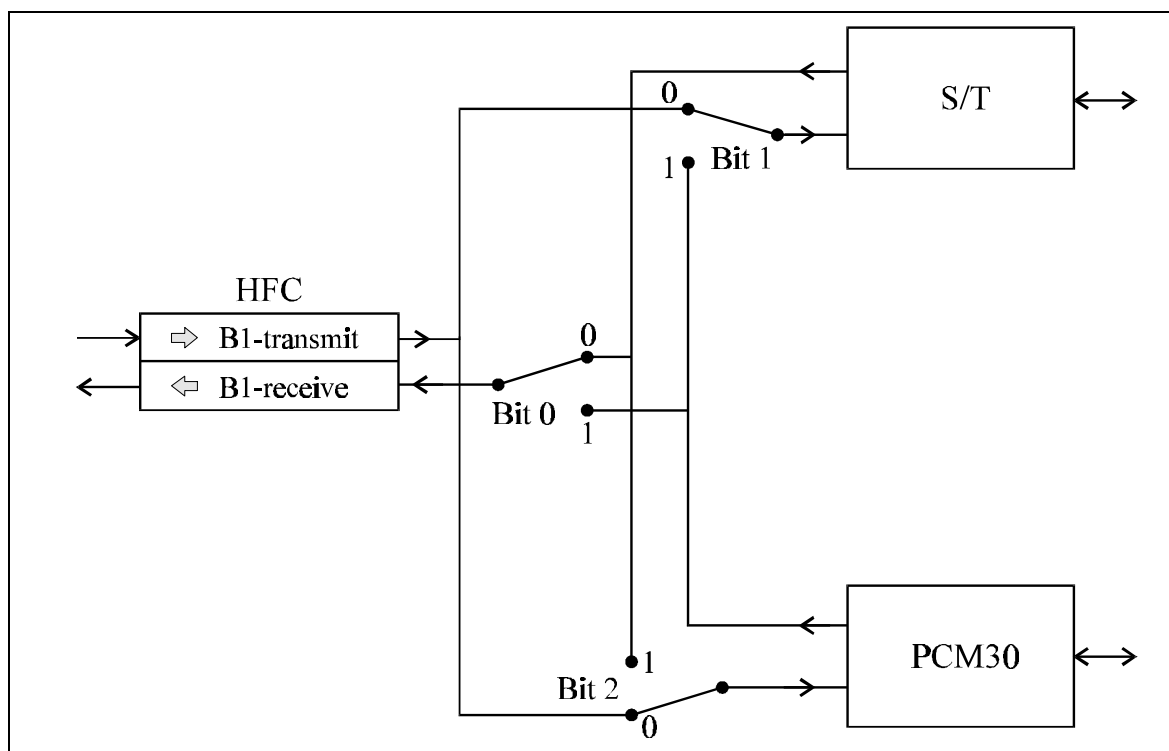 S/T
0
Bit 1
1
HFC
B1-transmit
B1-receive
0
Bit 0
1
PCM30
1
Bit 2
0